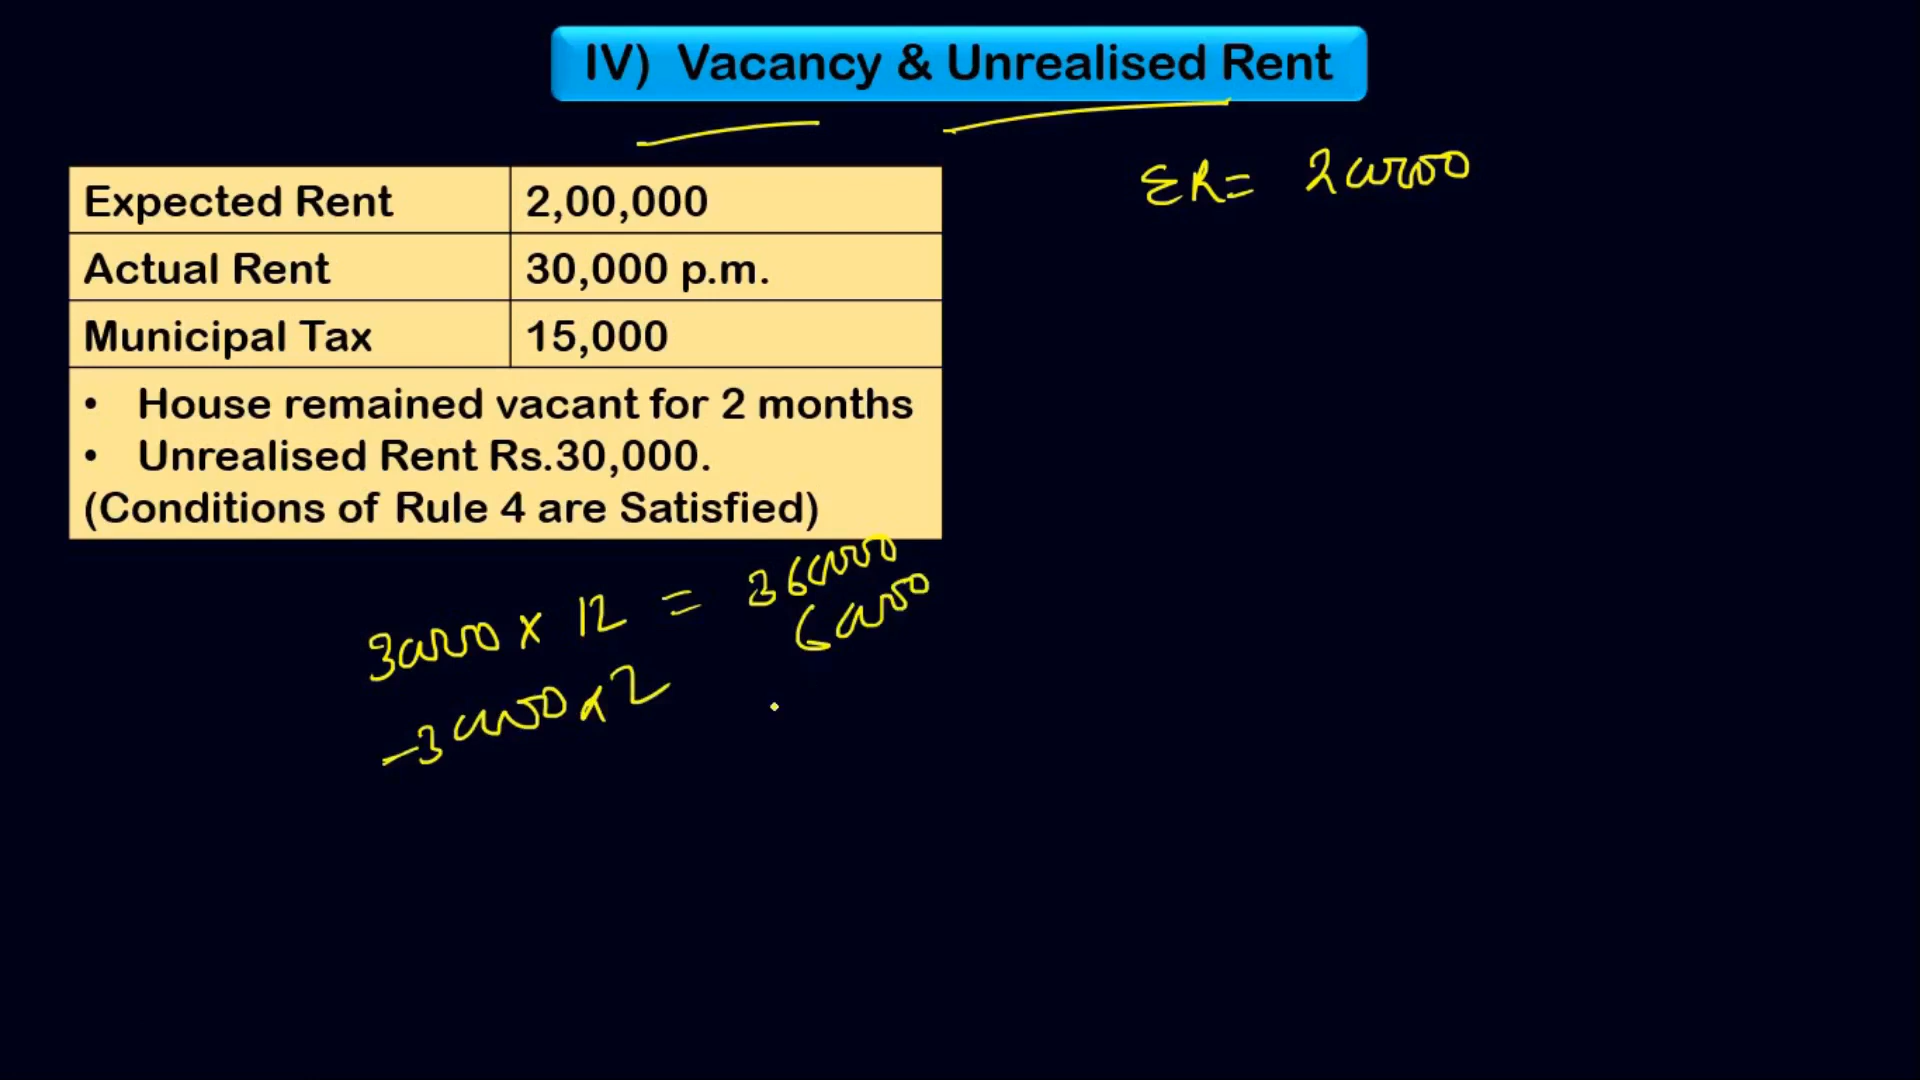 IV) Vacancy & Unrealised Rent
ER = 200000
Expected Rent 2,00,000
Actual Rent 30,000 p.m.
Municipal Tax 15,000
• House remained vacant for 2 months
• Unrealised Rent Rs.30,000.
(Conditions of Rule 4 are Satisfied)
30000 x 12 = 360000
60000
-30000 x 2